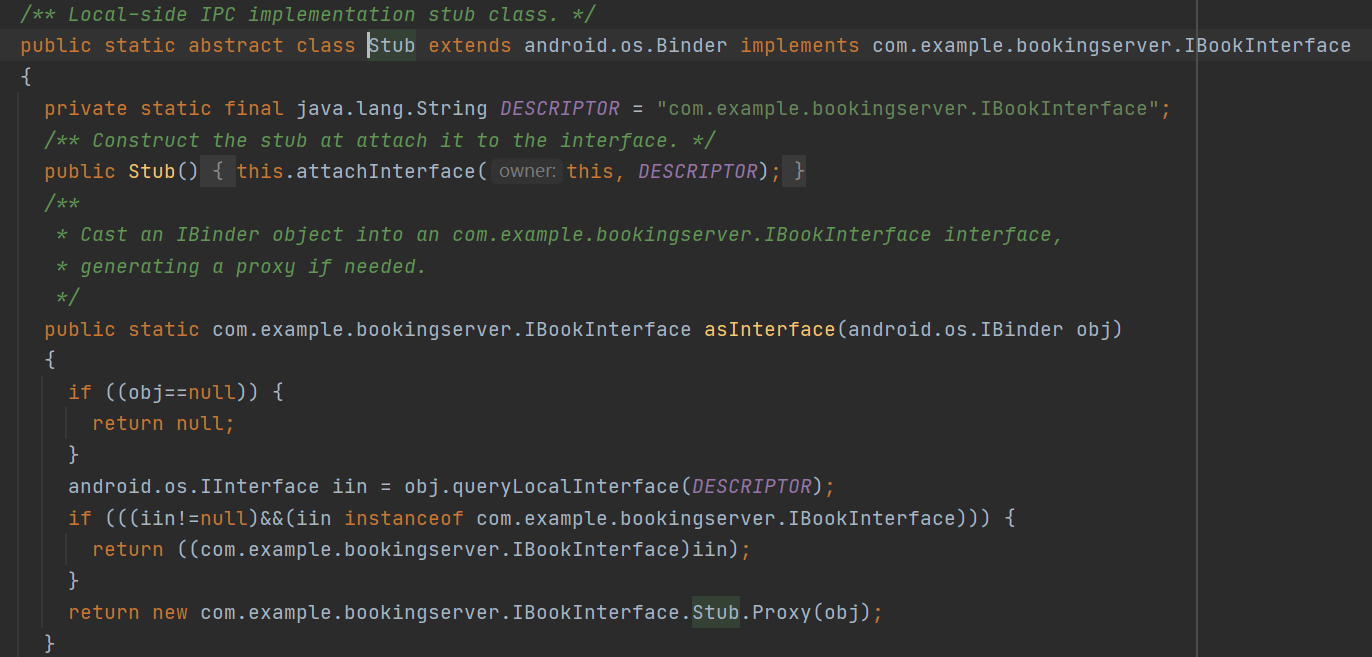 /** Local-side IPC implementation stub class. */
public static abstract class Stub extends android.os.Binder implements com.example.bookingserver.IBookInterface
{
private static final java.lang.String DESCRIPTOR = "com.example.bookingserver.IBookInterface";
/** Construct the stub at attach it to the interface. */
public Stub() { this.attachInterface( owner: this, DESCRIPTOR); }
/**
* Cast an IBinder object into an com.example.bookingserver.IBookInterface interface,
* generating a proxy if needed.
*/
public static com.example.bookingserver.IBookInterface asInterface(android.os.IBinder obj)
{
if ((obj==null)) {
return null;
}
android.os.IInterface iin = obj.queryLocalInterface(DESCRIPTOR);
if (((iin!=null)&&(iin instanceof com.example.bookingserver.IBookInterface))) {
return ((com.example.bookingserver.IBookInterface)iin);
}
return new com.example.bookingserver.IBookInterface.Stub.Proxy(obj);
}